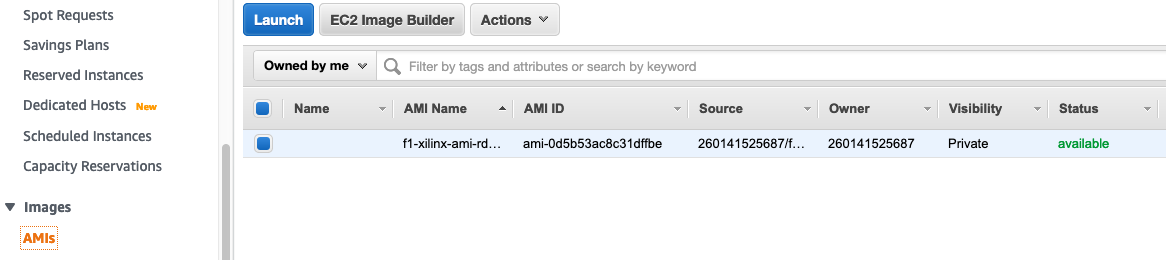 Spot Requests
Savings Plans
Reserved Instances
Dedicated Hosts New
Scheduled Instances
Capacity Reservations
Images
AMIs
Launch EC2 Image Builder Actions
Owned by me Filter by tags and attributes or search by keyword
Name AMI Name AMI ID Source Owner Visibility Status
f1-xilinx-ami-rd... ami-0d5b53ac8c31dffbe 260141525687/f... 260141525687 Private available